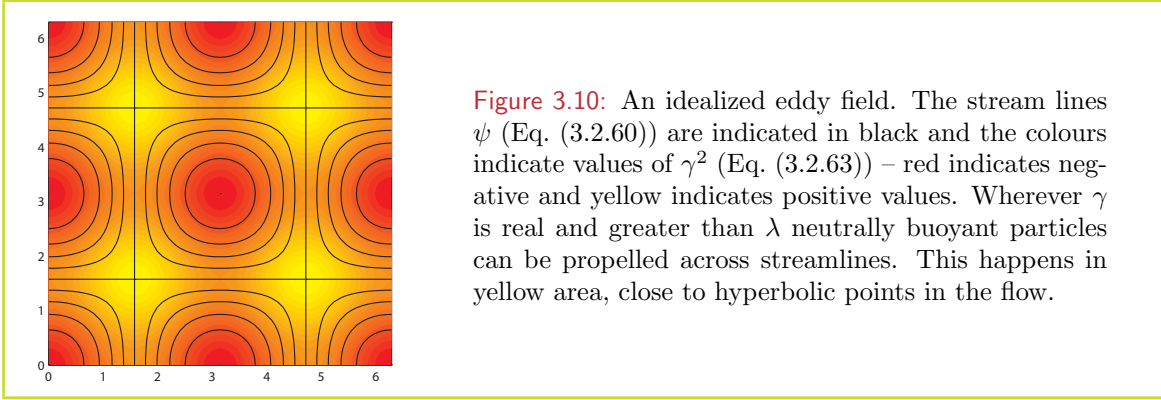 6
5
4
3
2
1
0
0 1 2 3 4 5 6
Figure 3.10: An idealized eddy field. The stream lines
ψ (Eq. (3.2.60)) are indicated in black and the colours
indicate values of γ² (Eq. (3.2.63)) – red indicates neg-
ative and yellow indicates positive values. Wherever γ
is real and greater than λ neutrally buoyant particles
can be propelled across streamlines. This happens in
yellow area, close to hyperbolic points in the flow.